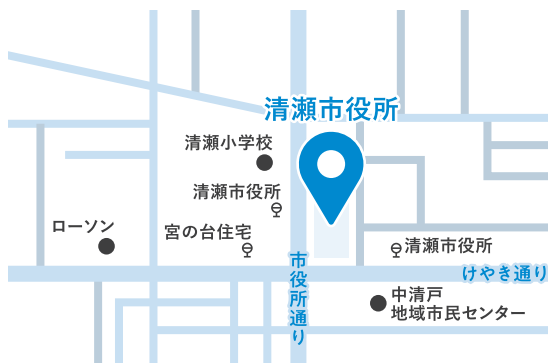 清瀬市役所
清瀬小学校
清瀬市役所
ローソン
宮の台住宅
清瀬市役所
市役所通り
けやき通り
中清戸
地域市民センター